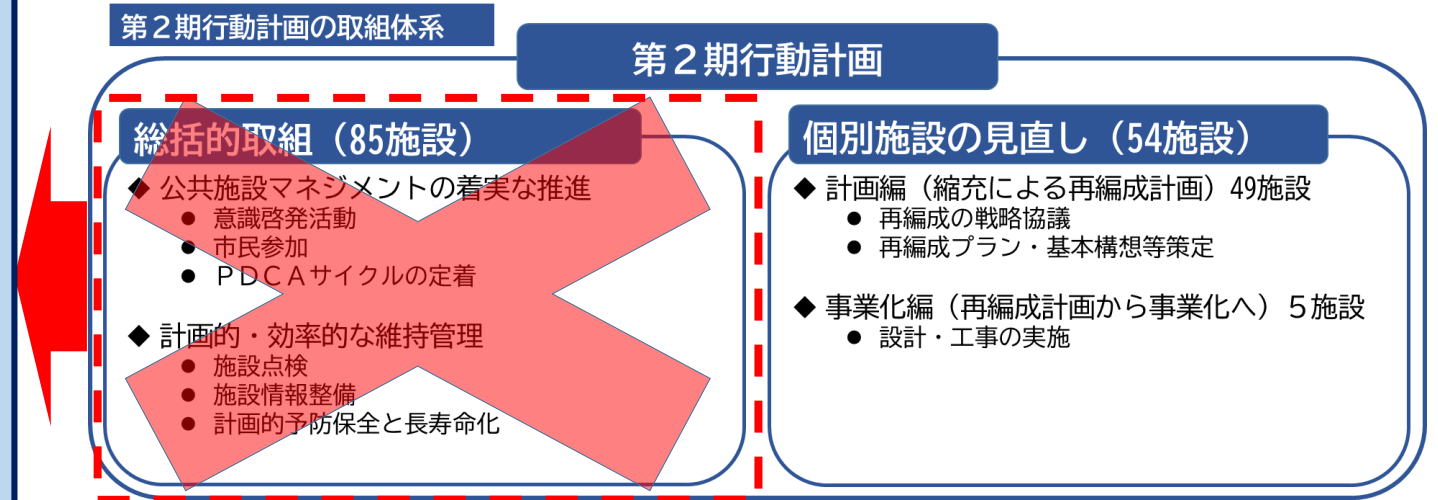 第２期行動計画の取組体系
第２期行動計画
総括的取組（85施設）
◆ 公共施設マネジメントの着実な推進
● 意識啓発活動
● 市民参加
● ＰＤＣＡサイクルの定着
◆ 計画的・効率的な維持管理
● 施設点検
● 施設情報整備
● 計画的予防保全と長寿命化
個別施設の見直し（54施設）
◆ 計画編（縮充による再編成計画）49施設
● 再編成の戦略協議
● 再編成プラン・基本構想等策定
◆ 事業化編（再編成計画から事業化へ）５施設
● 設計・工事の実施